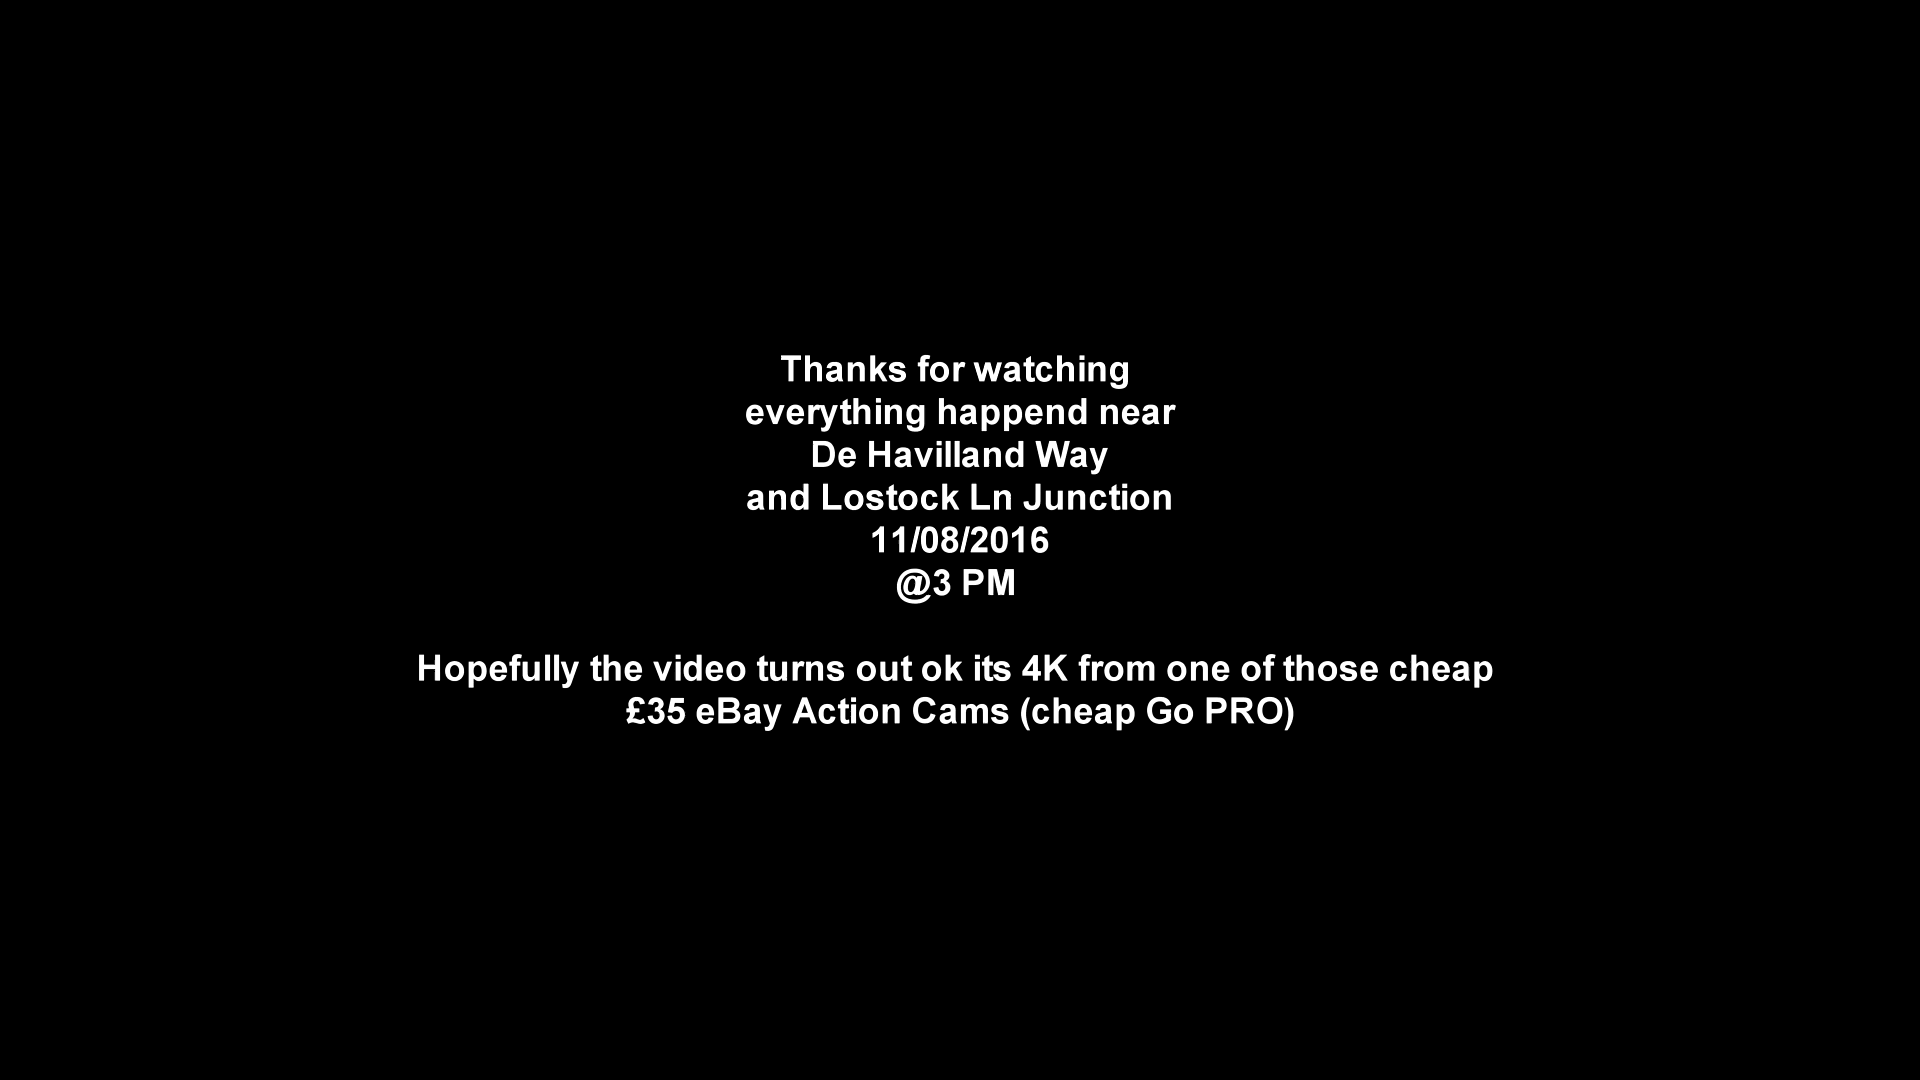 Thanks for watching
everything happend near
De Havilland Way
and Lostock Ln Junction
11/08/2016
@3 PM
Hopefully the video turns out ok its 4K from one of those cheap
£35 eBay Action Cams (cheap Go PRO)